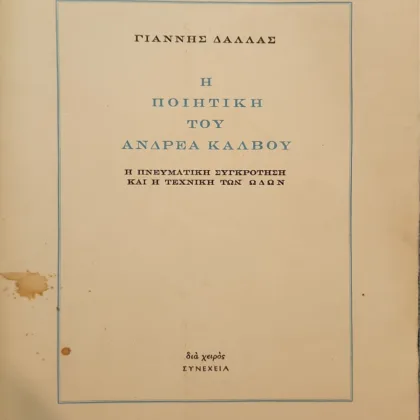 ΓΙΑΝΝΗΣ ΔΑΛΛΑΣ
Η
ΠΟΙΗΤΙΚΗ
ΤΟΥ
ΑΝΔΡΕΑ ΚΑΛΒΟΥ
Η ΠΝΕΥΜΑΤΙΚΗ ΣΥΓΚΡΟΤΗΣΗ
ΚΑΙ Η ΤΕΧΝΙΚΗ ΤΩΝ ΩΔΩΝ
διὰ χειρὸς
ΣΥΝΕΧΕΙΑ